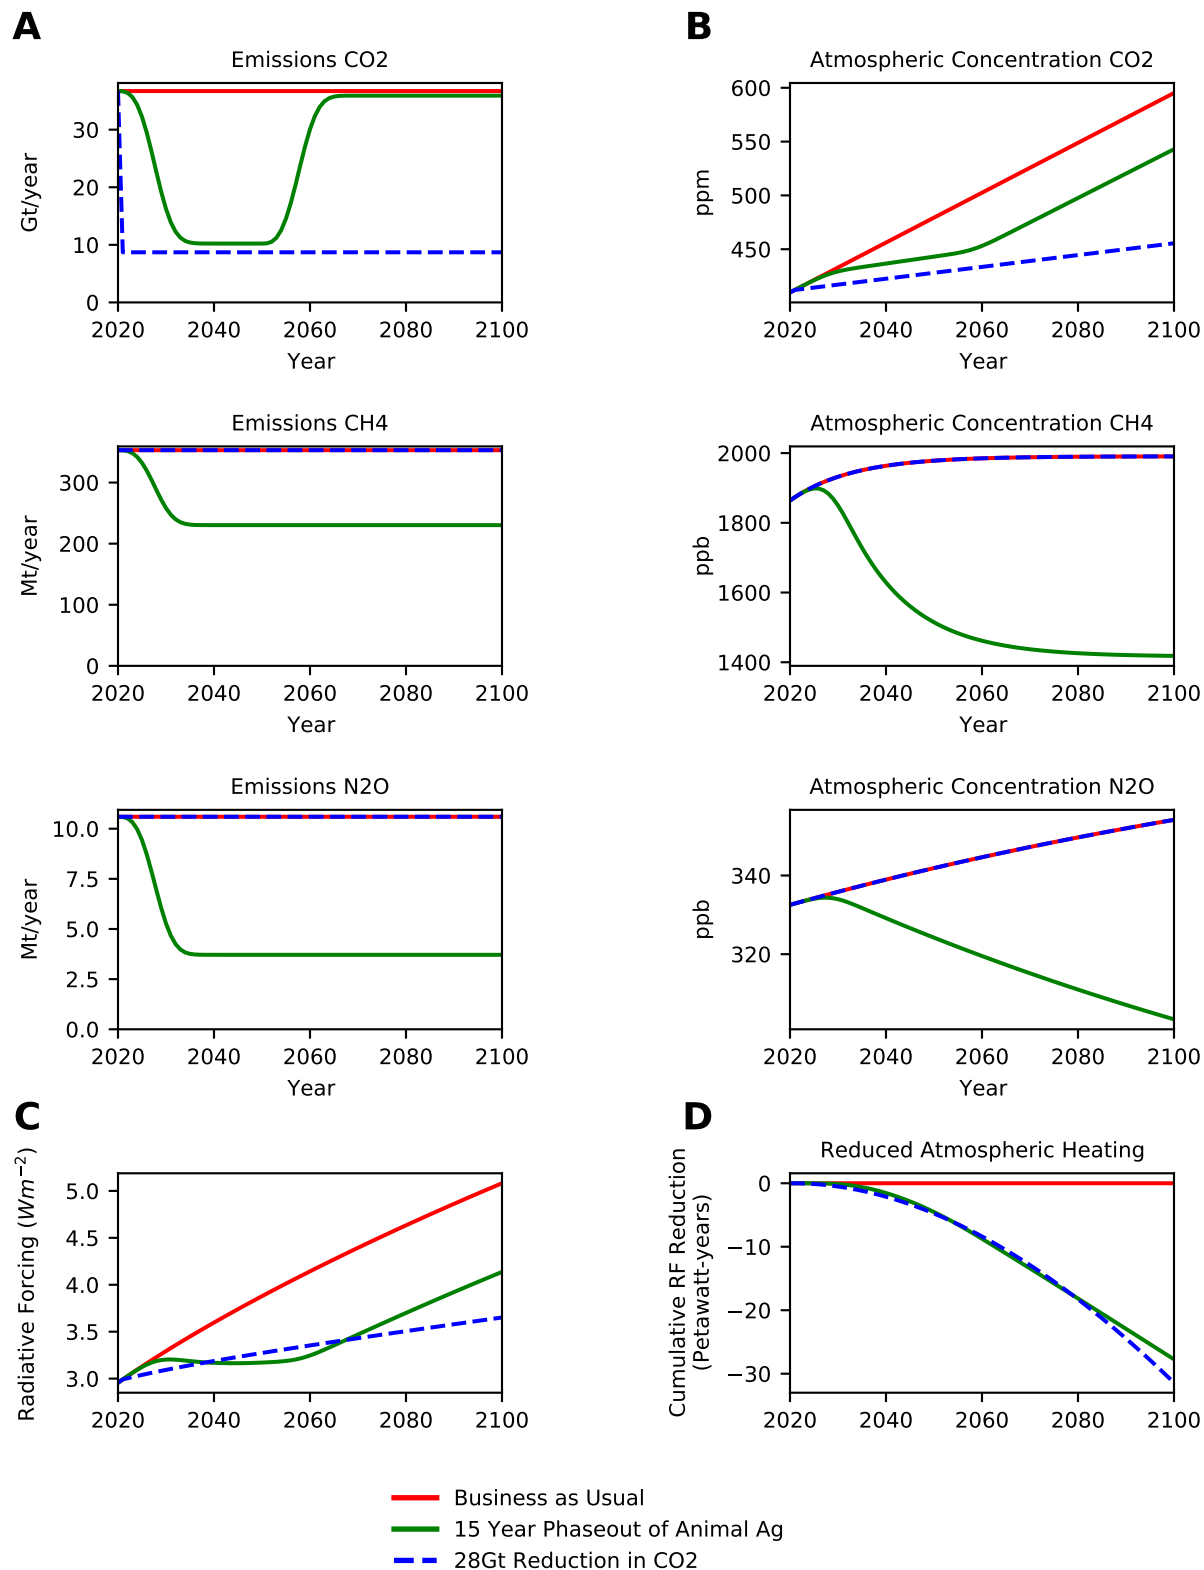 A
Emissions CO2
Gt/year
30
20
10
0
2020 2040 2060 2080 2100
Year
B
Atmospheric Concentration CO2
ppm
600
550
500
450
2020 2040 2060 2080 2100
Year
Emissions CH4
Mt/year
300
200
100
0
2020 2040 2060 2080 2100
Year
Atmospheric Concentration CH4
ppb
2000
1800
1600
1400
2020 2040 2060 2080 2100
Year
Emissions N2O
Mt/year
10.0
7.5
5.0
2.5
0.0
2020 2040 2060 2080 2100
Year
Atmospheric Concentration N2O
ppb
340
320
2020 2040 2060 2080 2100
Year
C
Radiative Forcing (Wm⁻²)
5.0
4.5
4.0
3.5
3.0
2020 2040 2060 2080 2100
D
Reduced Atmospheric Heating
Cumulative RF Reduction
(Petawatt-years)
0
−10
−20
−30
2020 2040 2060 2080 2100
Business as Usual
15 Year Phaseout of Animal Ag
28Gt Reduction in CO2